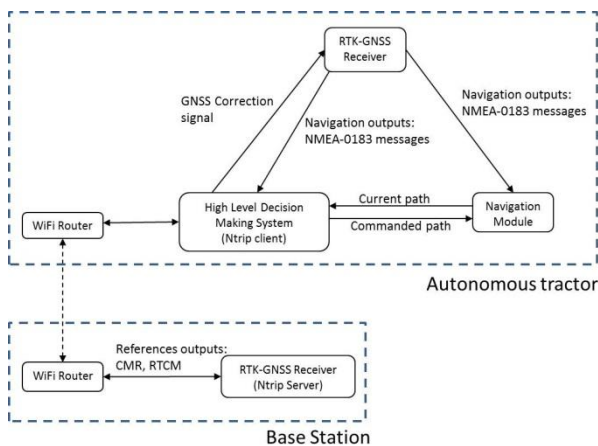 RTK-GNSS
Receiver
GNSS Correction
signal
Navigation outputs:
NMEA-0183 messages
Navigation outputs:
NMEA-0183 messages
WiFi Router
High Level Decision
Making System
(Ntrip client)
Current path
Commanded path
Navigation
Module
Autonomous tractor
References outputs:
CMR, RTCM
WiFi Router
RTK-GNSS Receiver
(Ntrip Server)
Base Station